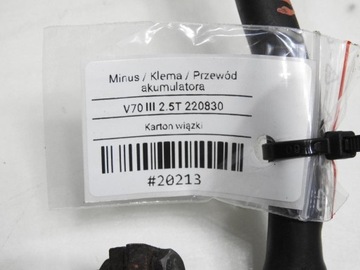 Minus / Klema / Przewód
akumulatora
V70 III 2.5T 220830
Karton wiązki
#20213